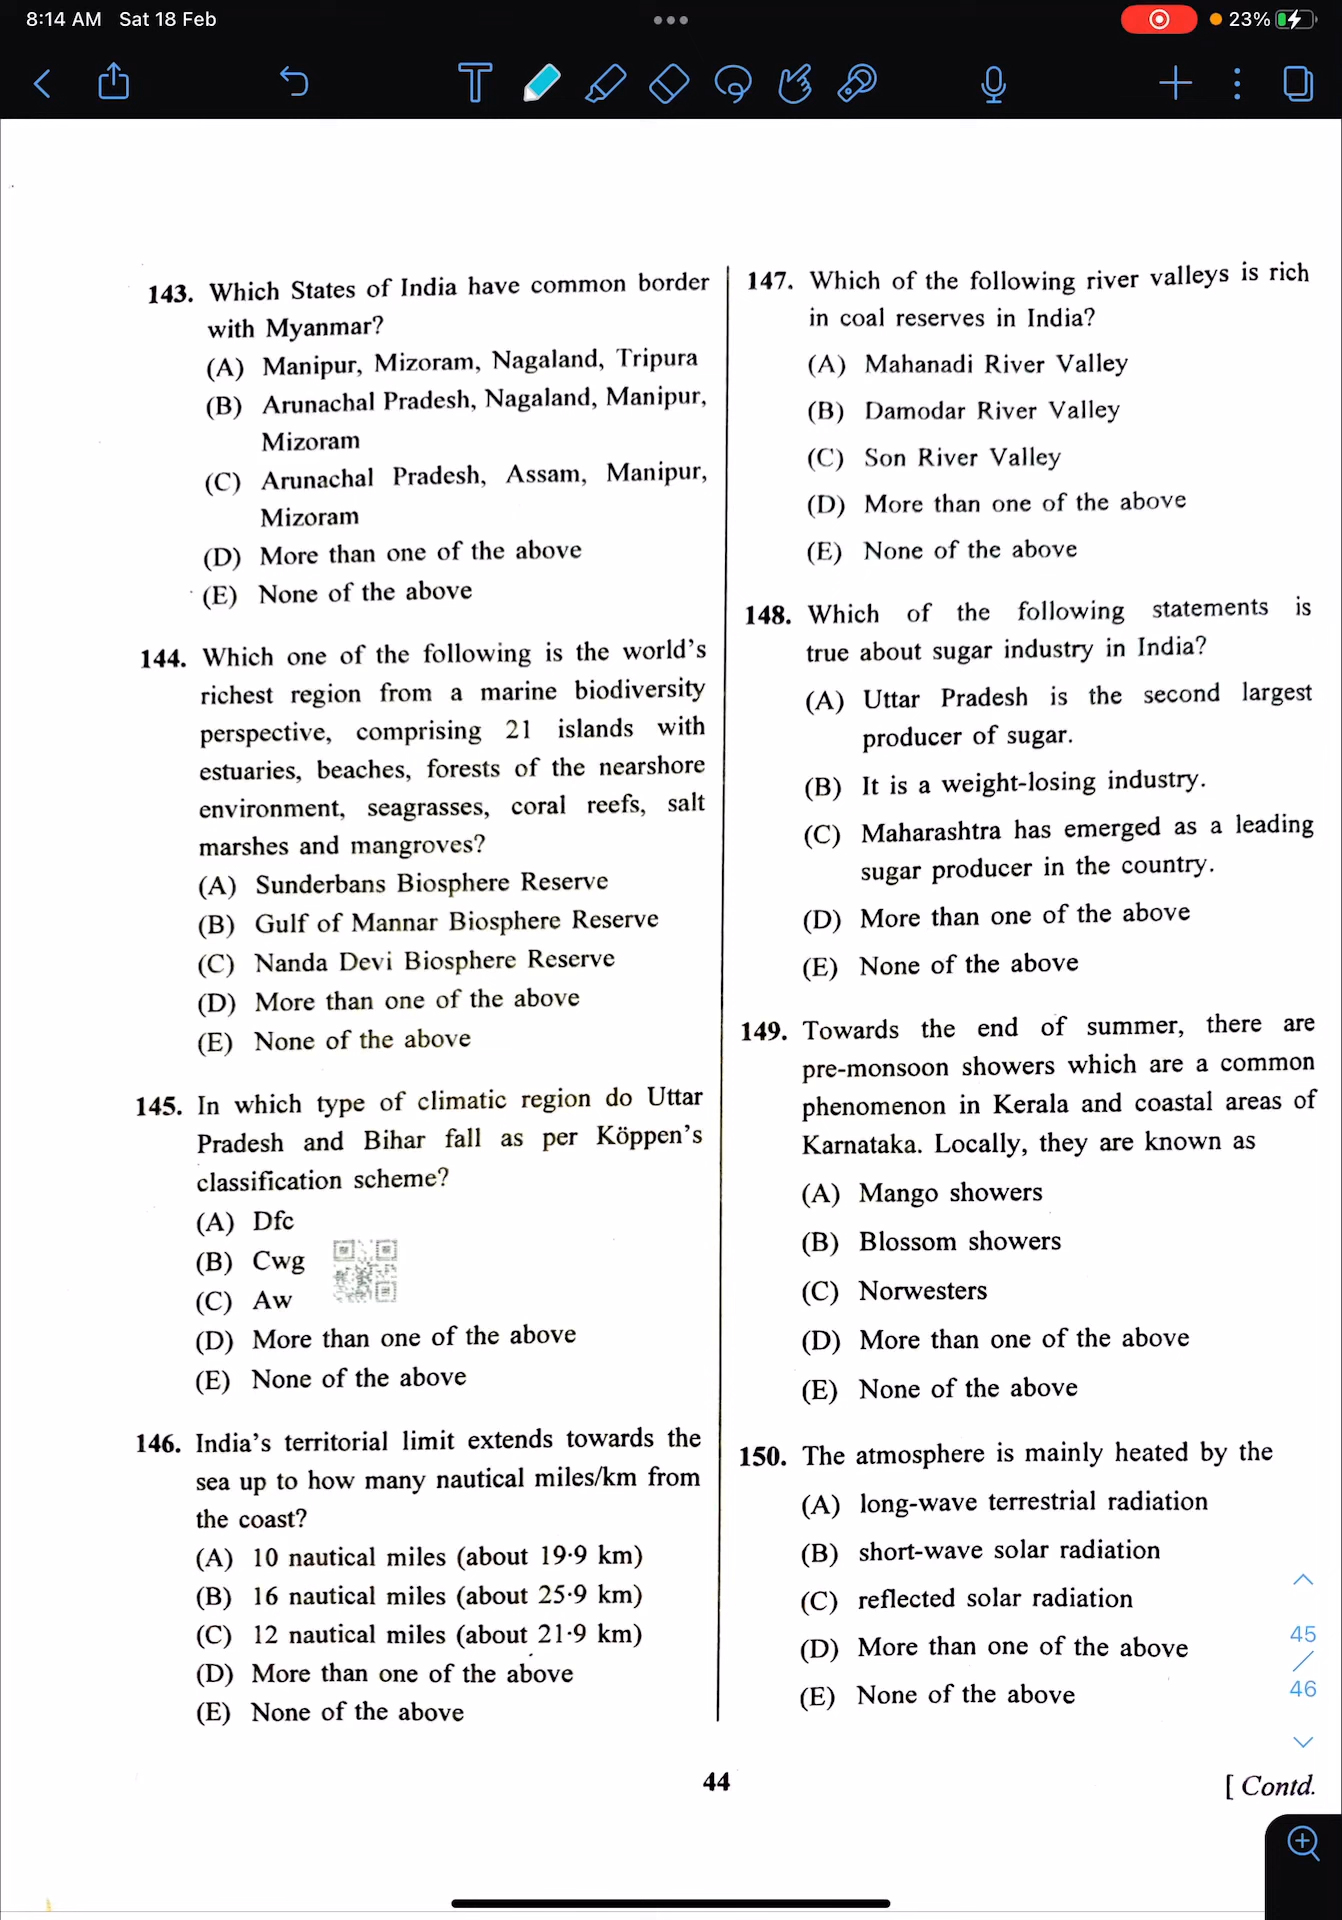 8:14 AM Sat 18 Feb
23%
143. Which States of India have common border
with Myanmar?
(A) Manipur, Mizoram, Nagaland, Tripura
(B) Arunachal Pradesh, Nagaland, Manipur,
Mizoram
(C) Arunachal Pradesh, Assam, Manipur,
Mizoram
(D) More than one of the above
(E) None of the above
144. Which one of the following is the world's
richest region from a marine biodiversity
perspective, comprising 21 islands with
estuaries, beaches, forests of the nearshore
environment, seagrasses, coral reefs, salt
marshes and mangroves?
(A) Sunderbans Biosphere Reserve
(B) Gulf of Mannar Biosphere Reserve
(C) Nanda Devi Biosphere Reserve
(D) More than one of the above
(E) None of the above
145. In which type of climatic region do Uttar
Pradesh and Bihar fall as per Köppen's
classification scheme?
(A) Dfc
(B) Cwg
(C) Aw
(D) More than one of the above
(E) None of the above
146. India's territorial limit extends towards the
sea up to how many nautical miles/km from
the coast?
(A) 10 nautical miles (about 19·9 km)
(B) 16 nautical miles (about 25·9 km)
(C) 12 nautical miles (about 21·9 km)
(D) More than one of the above
(E) None of the above
147. Which of the following river valleys is rich
in coal reserves in India?
(A) Mahanadi River Valley
(B) Damodar River Valley
(C) Son River Valley
(D) More than one of the above
(E) None of the above
148. Which of the following statements is
true about sugar industry in India?
(A) Uttar Pradesh is the second largest
producer of sugar.
(B) It is a weight-losing industry.
(C) Maharashtra has emerged as a leading
sugar producer in the country.
(D) More than one of the above
(E) None of the above
149. Towards the end of summer, there are
pre-monsoon showers which are a common
phenomenon in Kerala and coastal areas of
Karnataka. Locally, they are known as
(A) Mango showers
(B) Blossom showers
(C) Norwesters
(D) More than one of the above
(E) None of the above
150. The atmosphere is mainly heated by the
(A) long-wave terrestrial radiation
(B) short-wave solar radiation
(C) reflected solar radiation
(D) More than one of the above
(E) None of the above
45
/
46
44
[ Contd.